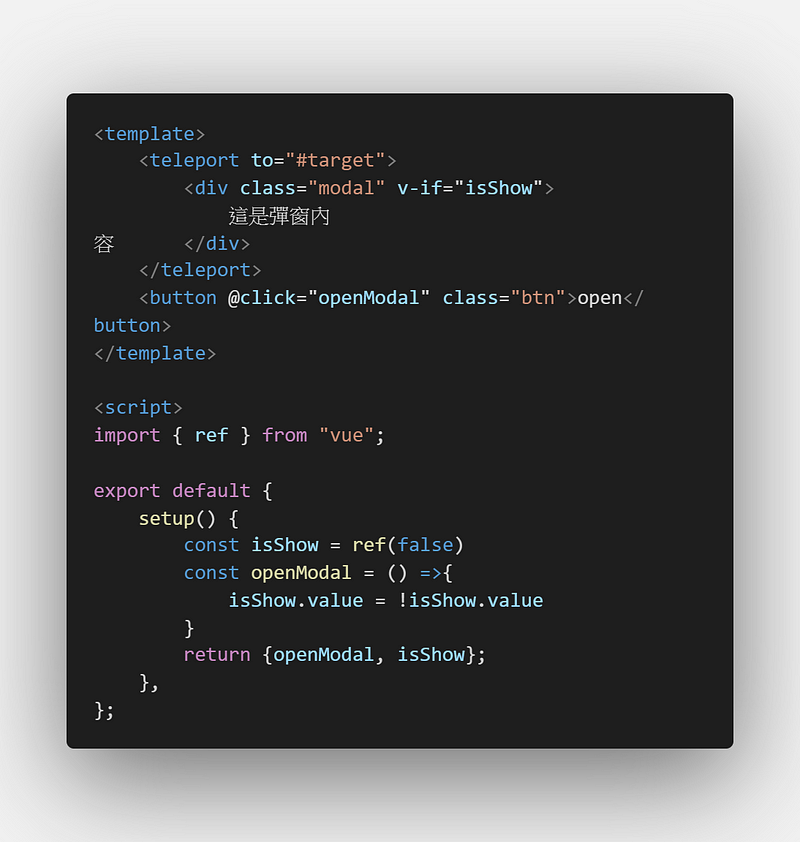 <template>
    <teleport to="#target">
        <div class="modal" v-if="isShow">
            這是彈窗內
容      </div>
    </teleport>
    <button @click="openModal" class="btn">open</
button>
</template>

<script>
import { ref } from "vue";

export default {
    setup() {
        const isShow = ref(false)
        const openModal = () =>{
            isShow.value = !isShow.value
        }
        return {openModal, isShow};
    },
};